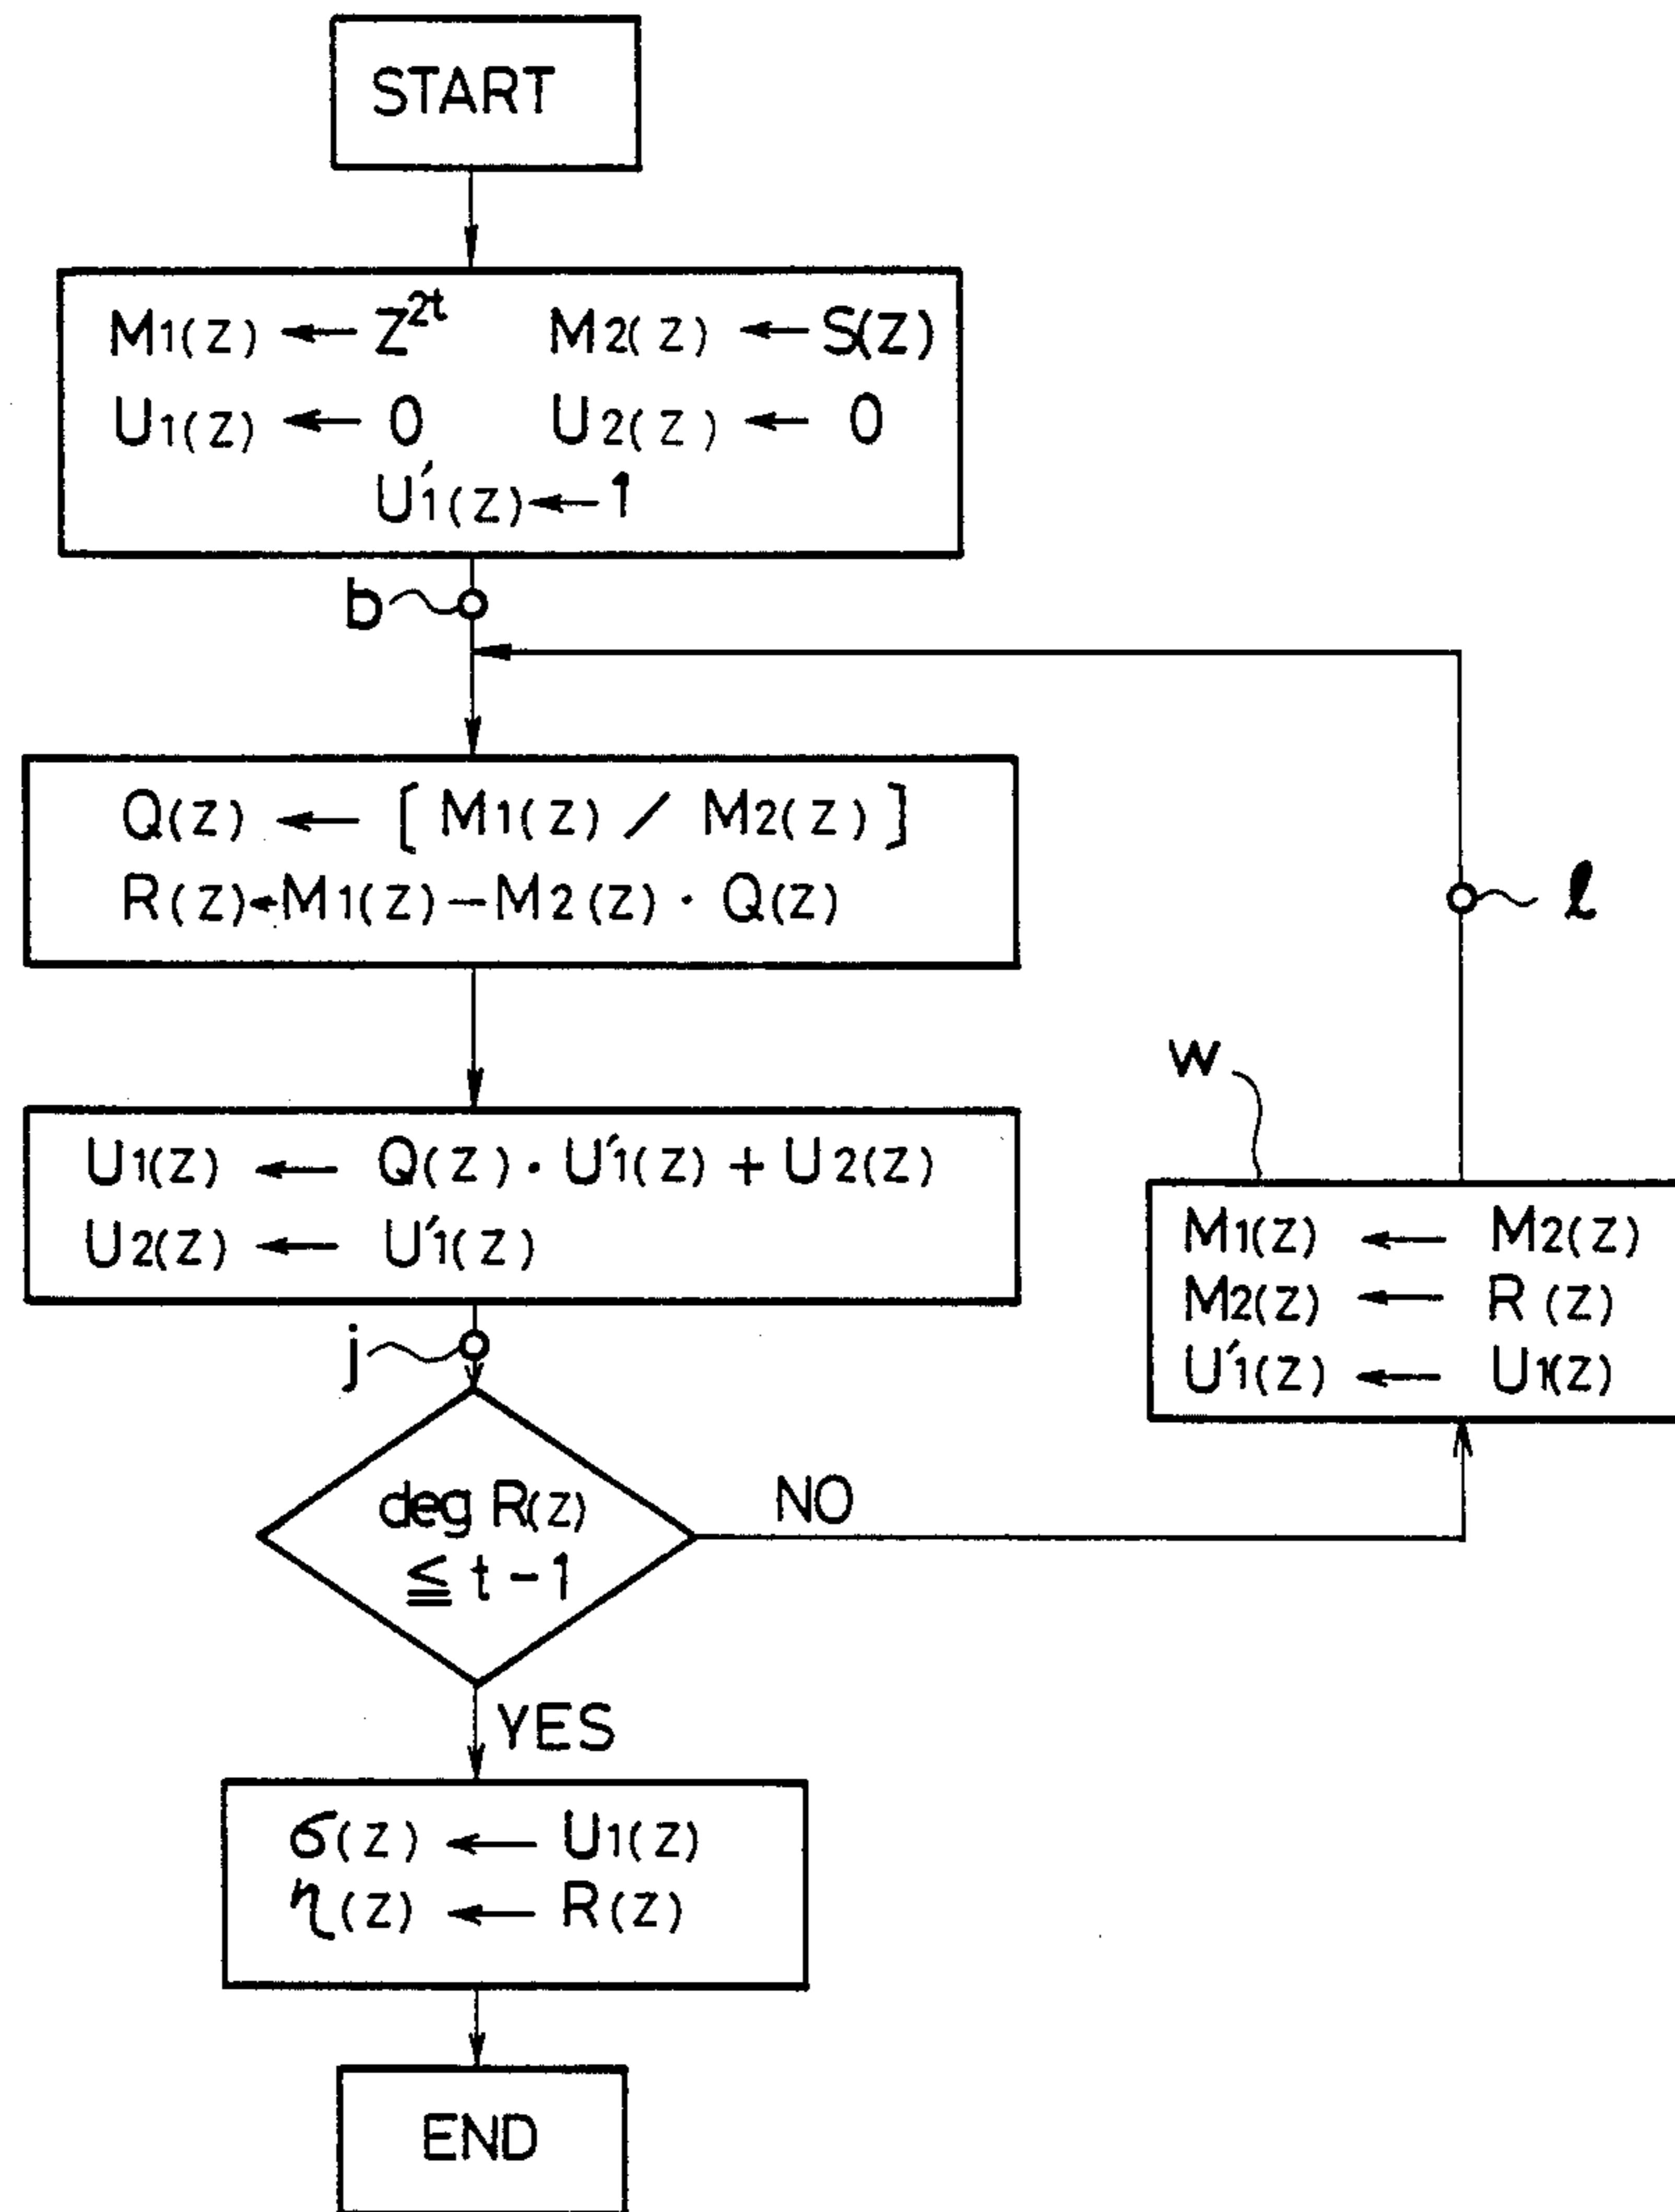 START
M1(Z) ← Z^2t M2(Z) ← S(Z)
U1(Z) ← 0 U2(Z) ← 0
U'1(Z) ← 1
b
Q(Z) ← [M1(Z) / M2(Z)]
R(Z) ← M1(Z) − M2(Z) · Q(Z)
l
w
U1(Z) ← Q(Z) · U'1(Z) + U2(Z)
U2(Z) ← U'1(Z)
M1(Z) ← M2(Z)
M2(Z) ← R(Z)
U'1(Z) ← U1(Z)
j
deg R(Z)
≦ t − 1
NO
YES
σ(Z) ← U1(Z)
η(Z) ← R(Z)
END